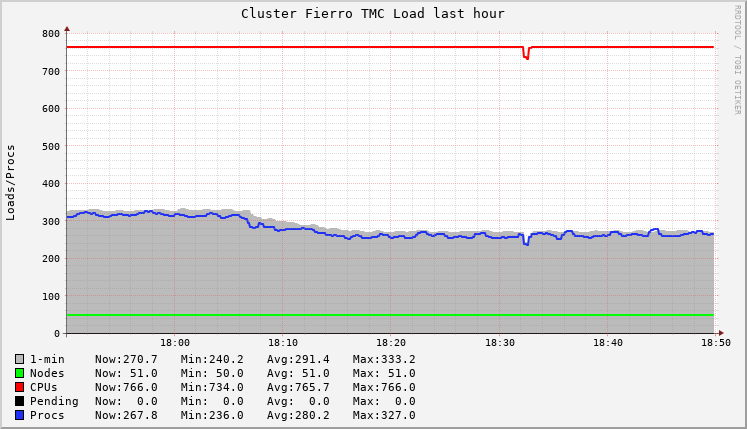 Cluster Fierro TMC Load last hour
RRDTOOL / TOBI OETIKER
Loads/Procs
800
700
600
500
400
300
200
100
0
18:00 18:10 18:20 18:30 18:40 18:50
1-min Now:270.7 Min:240.2 Avg:291.4 Max:333.2
Nodes Now: 51.0 Min: 50.0 Avg: 51.0 Max: 51.0
CPUs Now:766.0 Min:734.0 Avg:765.7 Max:766.0
Pending Now: 0.0 Min: 0.0 Avg: 0.0 Max: 0.0
Procs Now:267.8 Min:236.0 Avg:280.2 Max:327.0